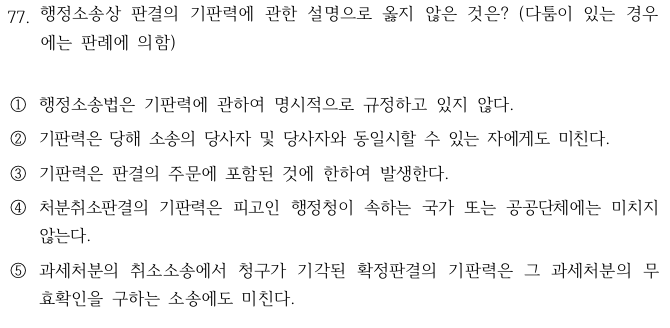 77. 행정소송상 판결의 기판력에 관한 설명으로 옳지 않은 것은? (다툼이 있는 경우
에는 판례에 의함)
① 행정소송법은 기판력에 관하여 명시적으로 규정하고 있지 않다.
② 기판력은 당해 소송의 당사자 및 당사자와 동일시할 수 있는 자에게도 미친다.
③ 기판력은 판결의 주문에 포함된 것에 한하여 발생한다.
④ 처분취소판결의 기판력은 피고인 행정청이 속하는 국가 또는 공공단체에는 미치지
않는다.
⑤ 과세처분의 취소소송에서 청구가 기각된 확정판결의 기판력은 그 과세처분의 무
효확인을 구하는 소송에도 미친다.